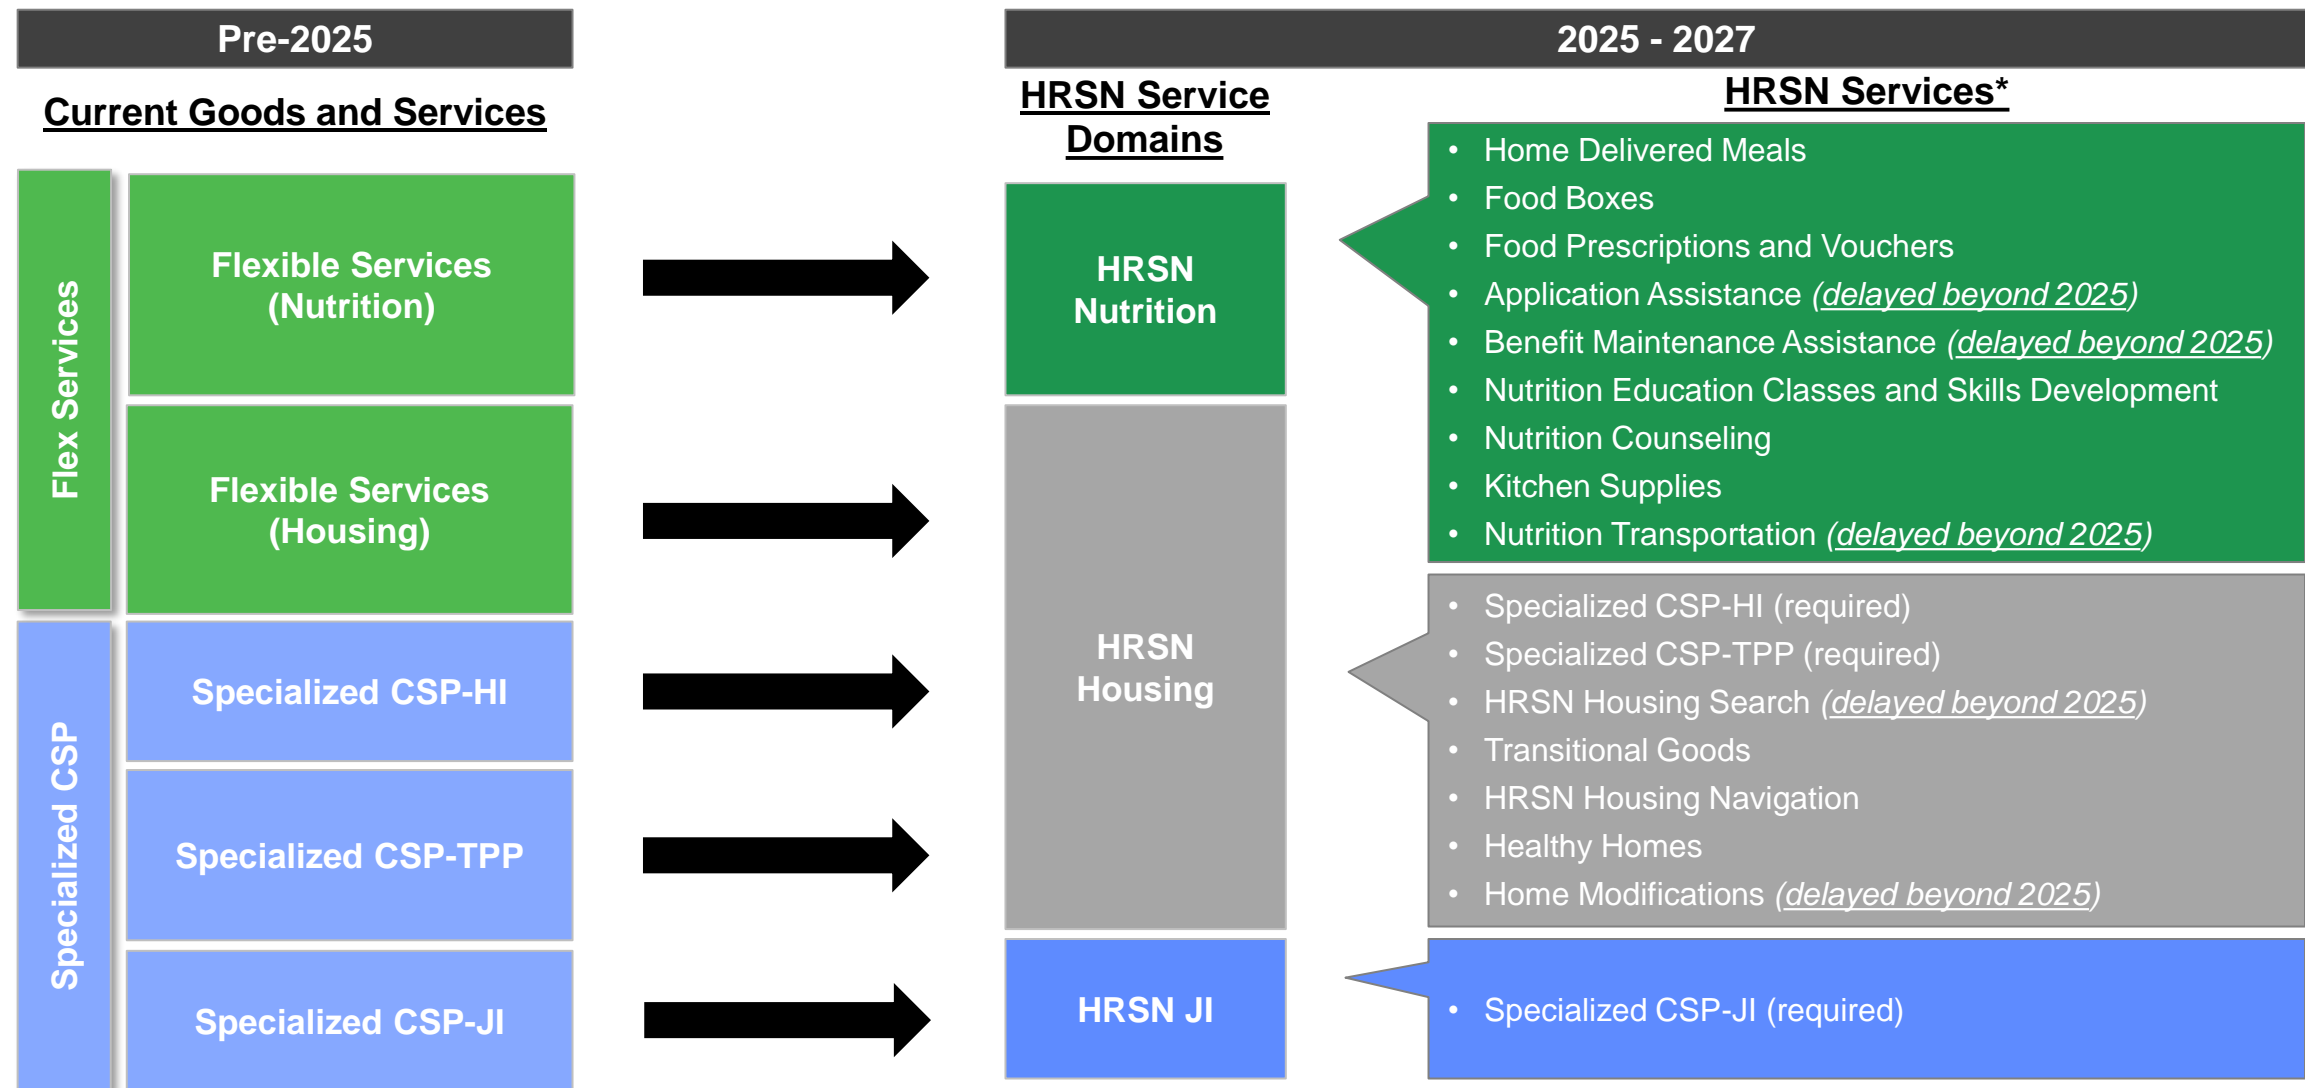 Pre-2025
2025 - 2027
Current Goods and Services
HRSN Service
Domains
HRSN Services*
Flex Services
Flexible Services
(Nutrition)
Flexible Services
(Housing)
Specialized CSP
Specialized CSP-HI
Specialized CSP-TPP
Specialized CSP-JI
HRSN
Nutrition
HRSN
Housing
HRSN JI
• Home Delivered Meals
• Food Boxes
• Food Prescriptions and Vouchers
• Application Assistance (delayed beyond 2025)
• Benefit Maintenance Assistance (delayed beyond 2025)
• Nutrition Education Classes and Skills Development
• Nutrition Counseling
• Kitchen Supplies
• Nutrition Transportation (delayed beyond 2025)
• Specialized CSP-HI (required)
• Specialized CSP-TPP (required)
• HRSN Housing Search (delayed beyond 2025)
• Transitional Goods
• HRSN Housing Navigation
• Healthy Homes
• Home Modifications (delayed beyond 2025)
• Specialized CSP-JI (required)